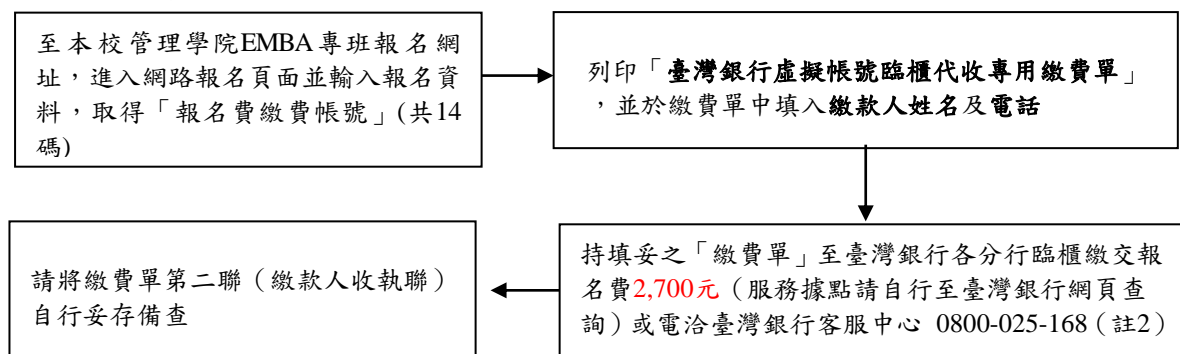 至本校管理學院EMBA專班報名網
址，進入網路報名頁面並輸入報名資
料，取得「報名費繳費帳號」(共14
碼)
列印「臺灣銀行虛擬帳號臨櫃代收專用繳費單」
，並於繳費單中填入繳款人姓名及電話
持填妥之「繳費單」至臺灣銀行各分行臨櫃繳交報
名費2,700元（服務據點請自行至臺灣銀行網頁查
詢）或電洽臺灣銀行客服中心 0800-025-168（註2）
請將繳費單第二聯（繳款人收執聯）
自行妥存備查